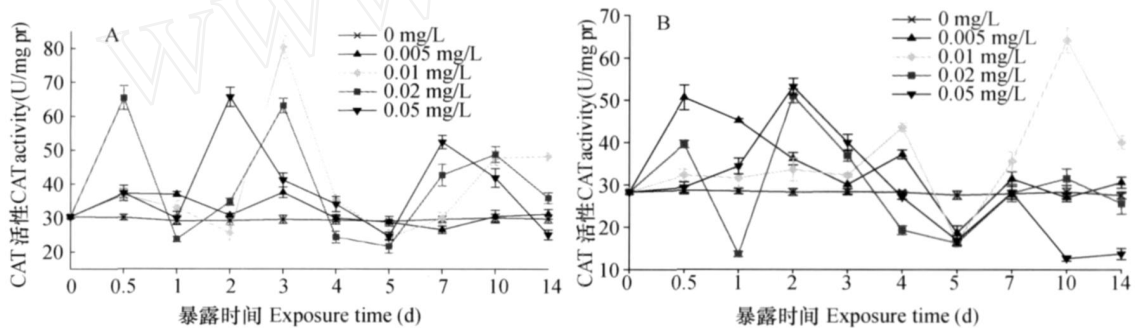 A
CAT 活性CAT activity(U/mg pr)
80
70
60
50
40
30
20
0 mg/L
0.005 mg/L
0.01 mg/L
0.02 mg/L
0.05 mg/L
0 0.5 1 2 3 4 5 7 10 14
暴露时间 Exposure time (d)
B
CAT 活性CAT activity(U/mg pr)
70
60
50
40
30
20
10
0 mg/L
0.005 mg/L
0.01 mg/L
0.02 mg/L
0.05 mg/L
0 0.5 1 2 3 4 5 7 10 14
暴露时间 Exposure time (d)